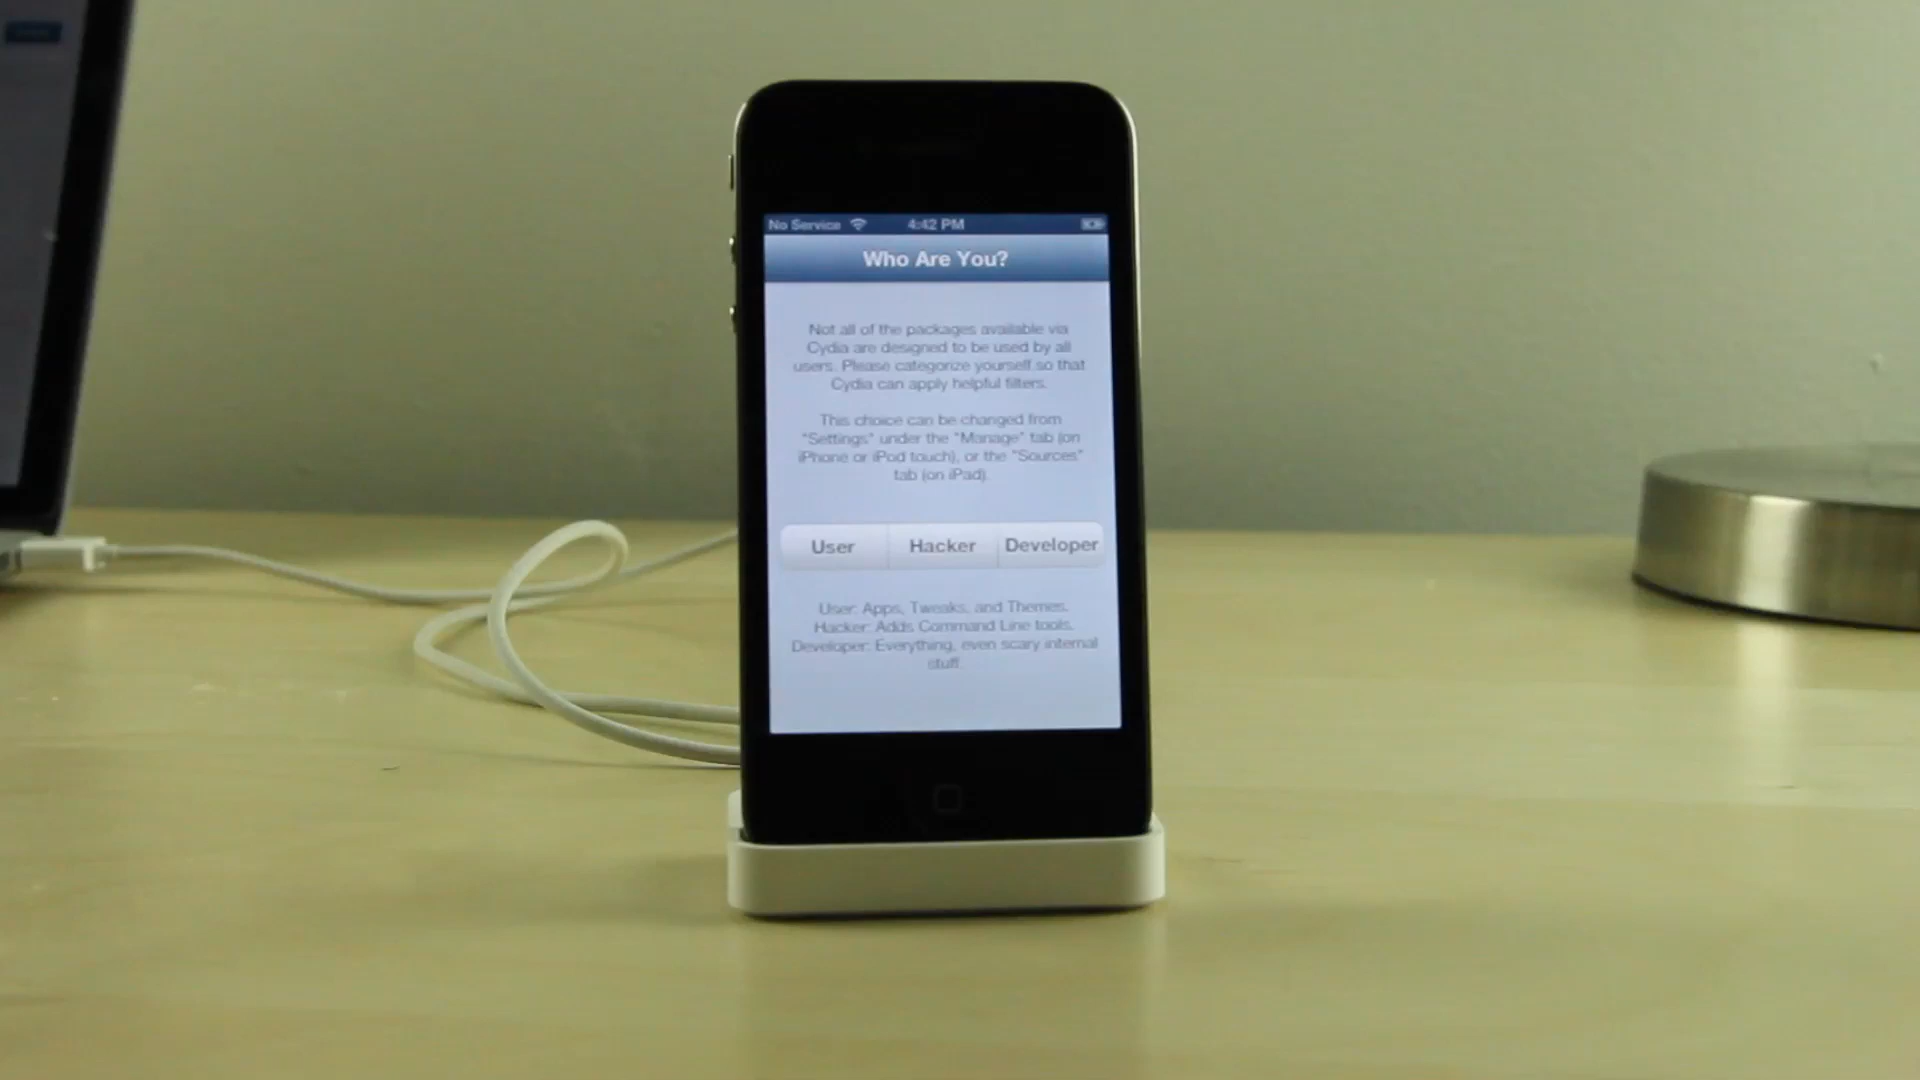 No Service 4:42 PM
Who Are You?
Not all of the packages available via
Cydia are designed to be used by all
users. Please categorize yourself so that
Cydia can apply helpful filters.
This choice can be changed from
"Settings" under the "Manage" tab (on
iPhone or iPod touch), or the "Sources"
tab (on iPad).
User Hacker Developer
User: Apps, Tweaks, and Themes.
Hacker: Adds Command Line tools.
Developer: Everything, even scary internal
stuff.